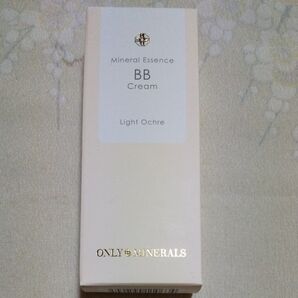 Mineral Essence
BB
Cream
Light Ochre
ONLY MINERALS